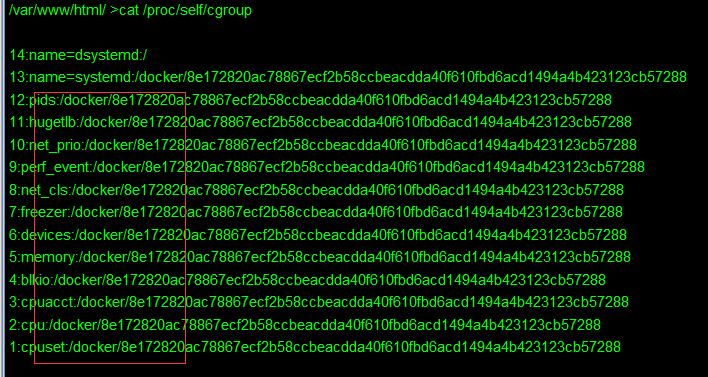 /var/www/html/ >cat /proc/self/cgroup
14:name=dsystemd:/
13:name=systemd:/docker/8e172820ac78867ecf2b58ccbeacdda40f610fbd6acd1494a4b423123cb57288
12:pids:/docker/8e172820ac78867ecf2b58ccbeacdda40f610fbd6acd1494a4b423123cb57288
11:hugetlb:/docker/8e172820ac78867ecf2b58ccbeacdda40f610fbd6acd1494a4b423123cb57288
10:net_prio:/docker/8e172820ac78867ecf2b58ccbeacdda40f610fbd6acd1494a4b423123cb57288
9:perf_event:/docker/8e172820ac78867ecf2b58ccbeacdda40f610fbd6acd1494a4b423123cb57288
8:net_cls:/docker/8e172820ac78867ecf2b58ccbeacdda40f610fbd6acd1494a4b423123cb57288
7:freezer:/docker/8e172820ac78867ecf2b58ccbeacdda40f610fbd6acd1494a4b423123cb57288
6:devices:/docker/8e172820ac78867ecf2b58ccbeacdda40f610fbd6acd1494a4b423123cb57288
5:memory:/docker/8e172820ac78867ecf2b58ccbeacdda40f610fbd6acd1494a4b423123cb57288
4:blkio:/docker/8e172820ac78867ecf2b58ccbeacdda40f610fbd6acd1494a4b423123cb57288
3:cpuacct:/docker/8e172820ac78867ecf2b58ccbeacdda40f610fbd6acd1494a4b423123cb57288
2:cpu:/docker/8e172820ac78867ecf2b58ccbeacdda40f610fbd6acd1494a4b423123cb57288
1:cpuset:/docker/8e172820ac78867ecf2b58ccbeacdda40f610fbd6acd1494a4b423123cb57288